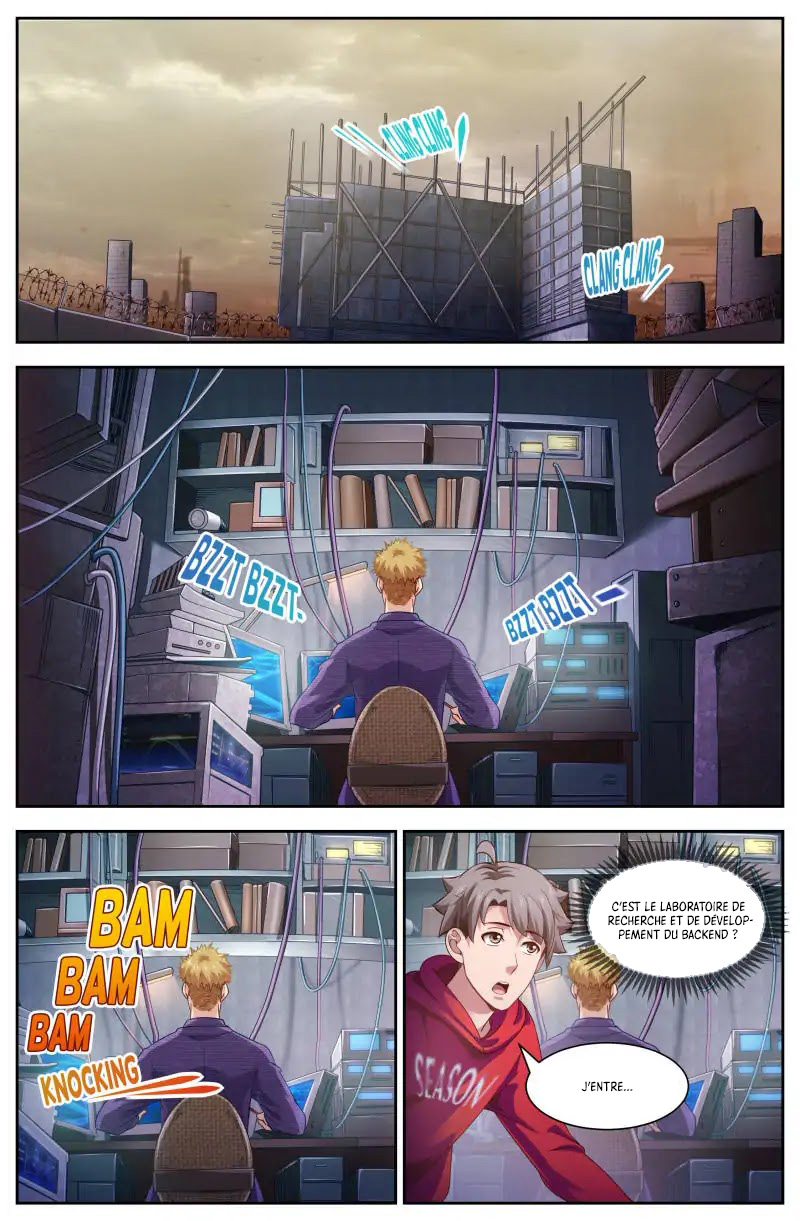 CLANG CLANG
CLANG CLANG
BZZT BZZT-
BZZT BZZT —
BAM
BAM
BAM
KNOCKING
C'EST LE LABORATOIRE DE
RECHERCHE ET DE DÉVELOP-
PEMENT DU BACKEND ?
J'ENTRE...
SEASON